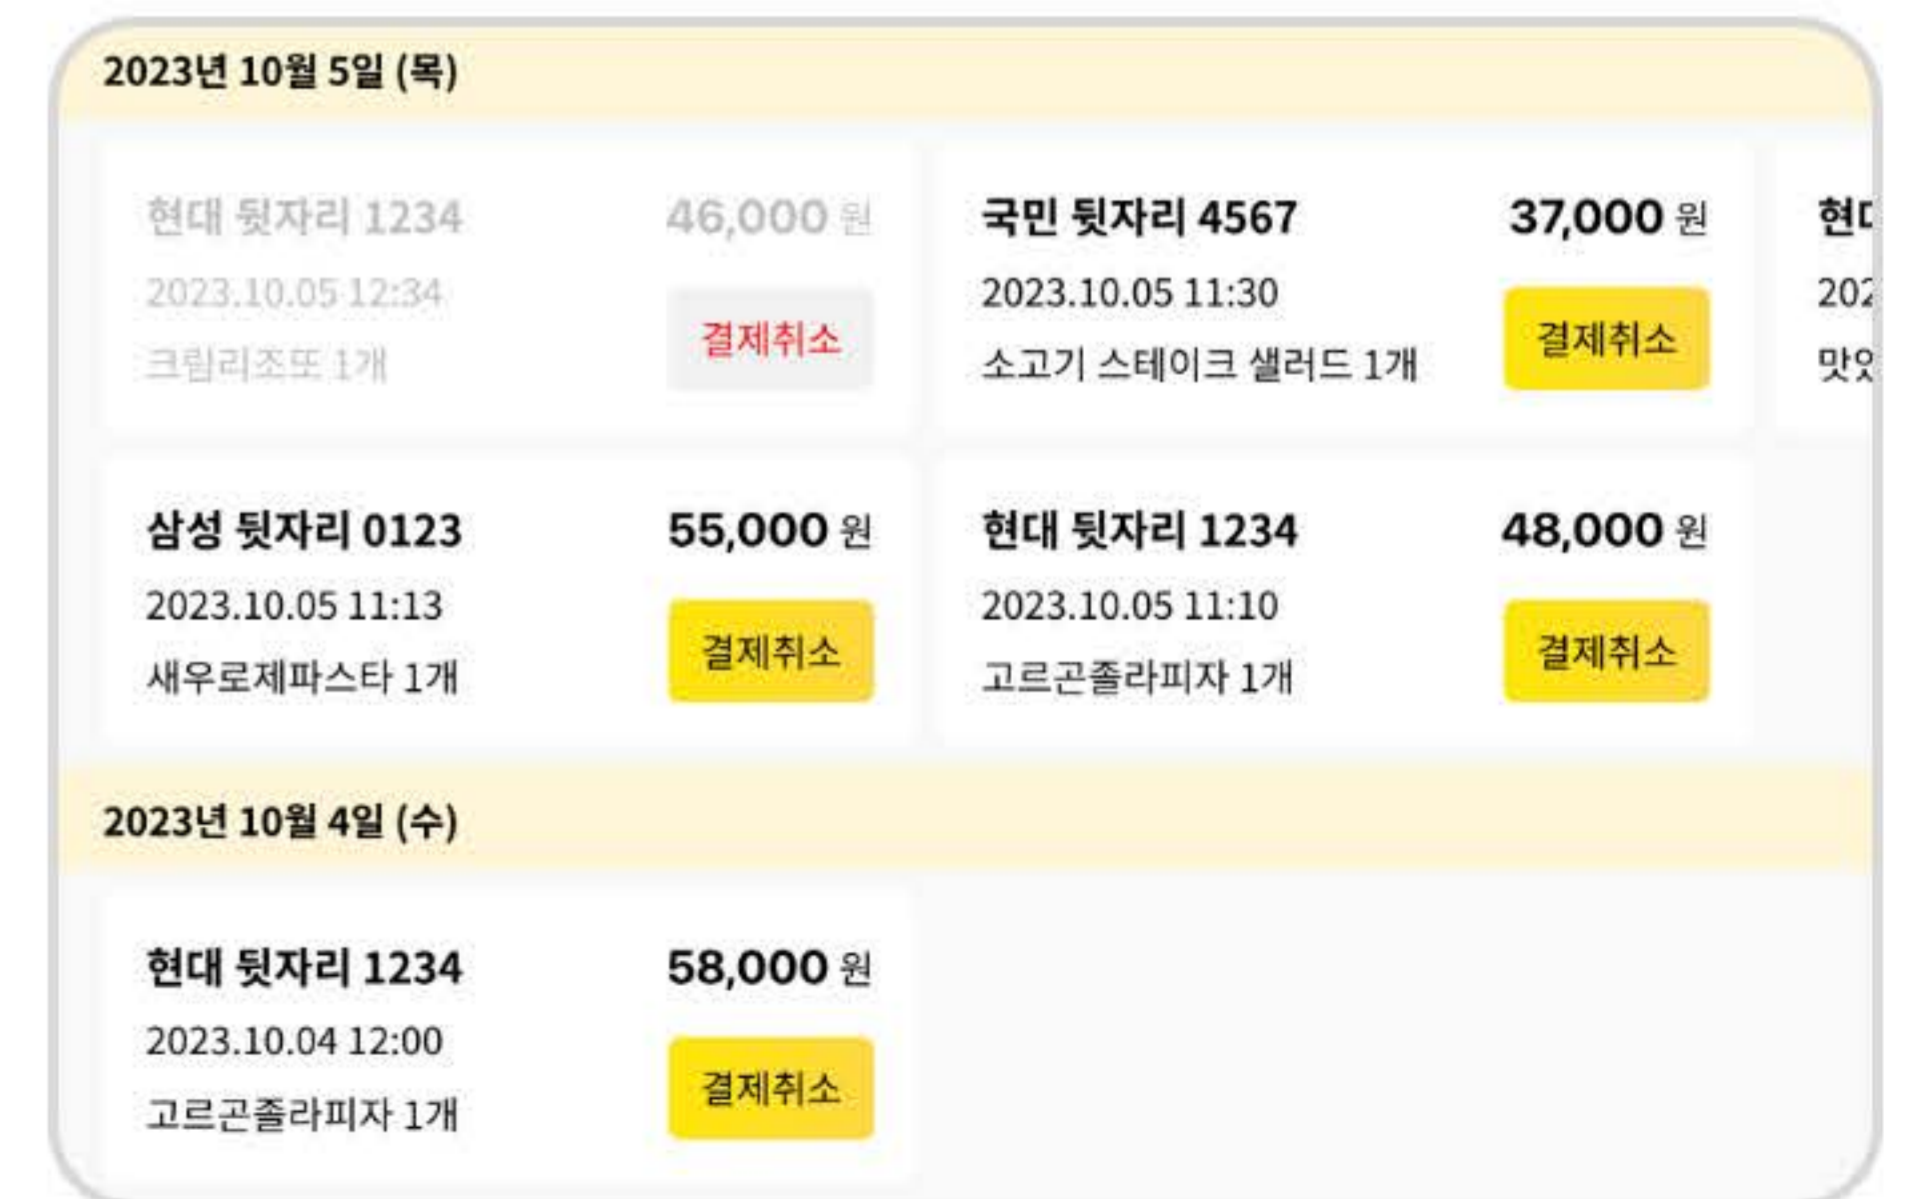 2023년 10월 5일 (목)
현대 뒷자리 1234
46,000 원
2023.10.05 12:34
크림리조또 1개
결제취소
국민 뒷자리 4567
37,000 원
2023.10.05 11:30
소고기 스테이크 샐러드 1개
결제취소
삼성 뒷자리 0123
55,000 원
2023.10.05 11:13
새우로제파스타 1개
결제취소
현대 뒷자리 1234
48,000 원
2023.10.05 11:10
고르곤졸라피자 1개
결제취소
2023년 10월 4일 (수)
현대 뒷자리 1234
58,000 원
2023.10.04 12:00
고르곤졸라피자 1개
결제취소